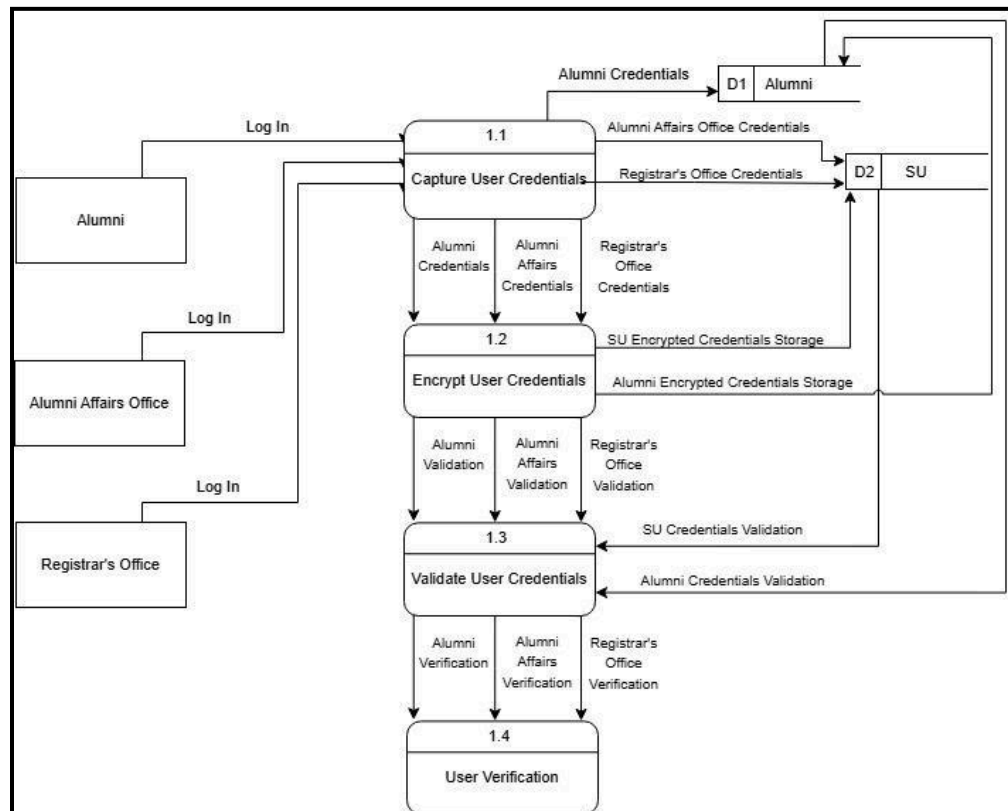 Alumni Credentials
D1 Alumni
Log In
1.1
Alumni Affairs Office Credentials
Capture User Credentials
Registrar's Office Credentials
D2 SU
Alumni
Alumni
Credentials
Alumni
Affairs
Credentials
Registrar's
Office
Credentials
Log In
1.2
SU Encrypted Credentials Storage
Encrypt User Credentials
Alumni Encrypted Credentials Storage
Alumni Affairs Office
Alumni
Validation
Alumni
Affairs
Validation
Registrar's
Office
Validation
Log In
1.3
SU Credentials Validation
Registrar's Office
Validate User Credentials
Alumni Credentials Validation
Alumni
Verification
Alumni
Affairs
Verification
Registrar's
Office
Verification
1.4
User Verification